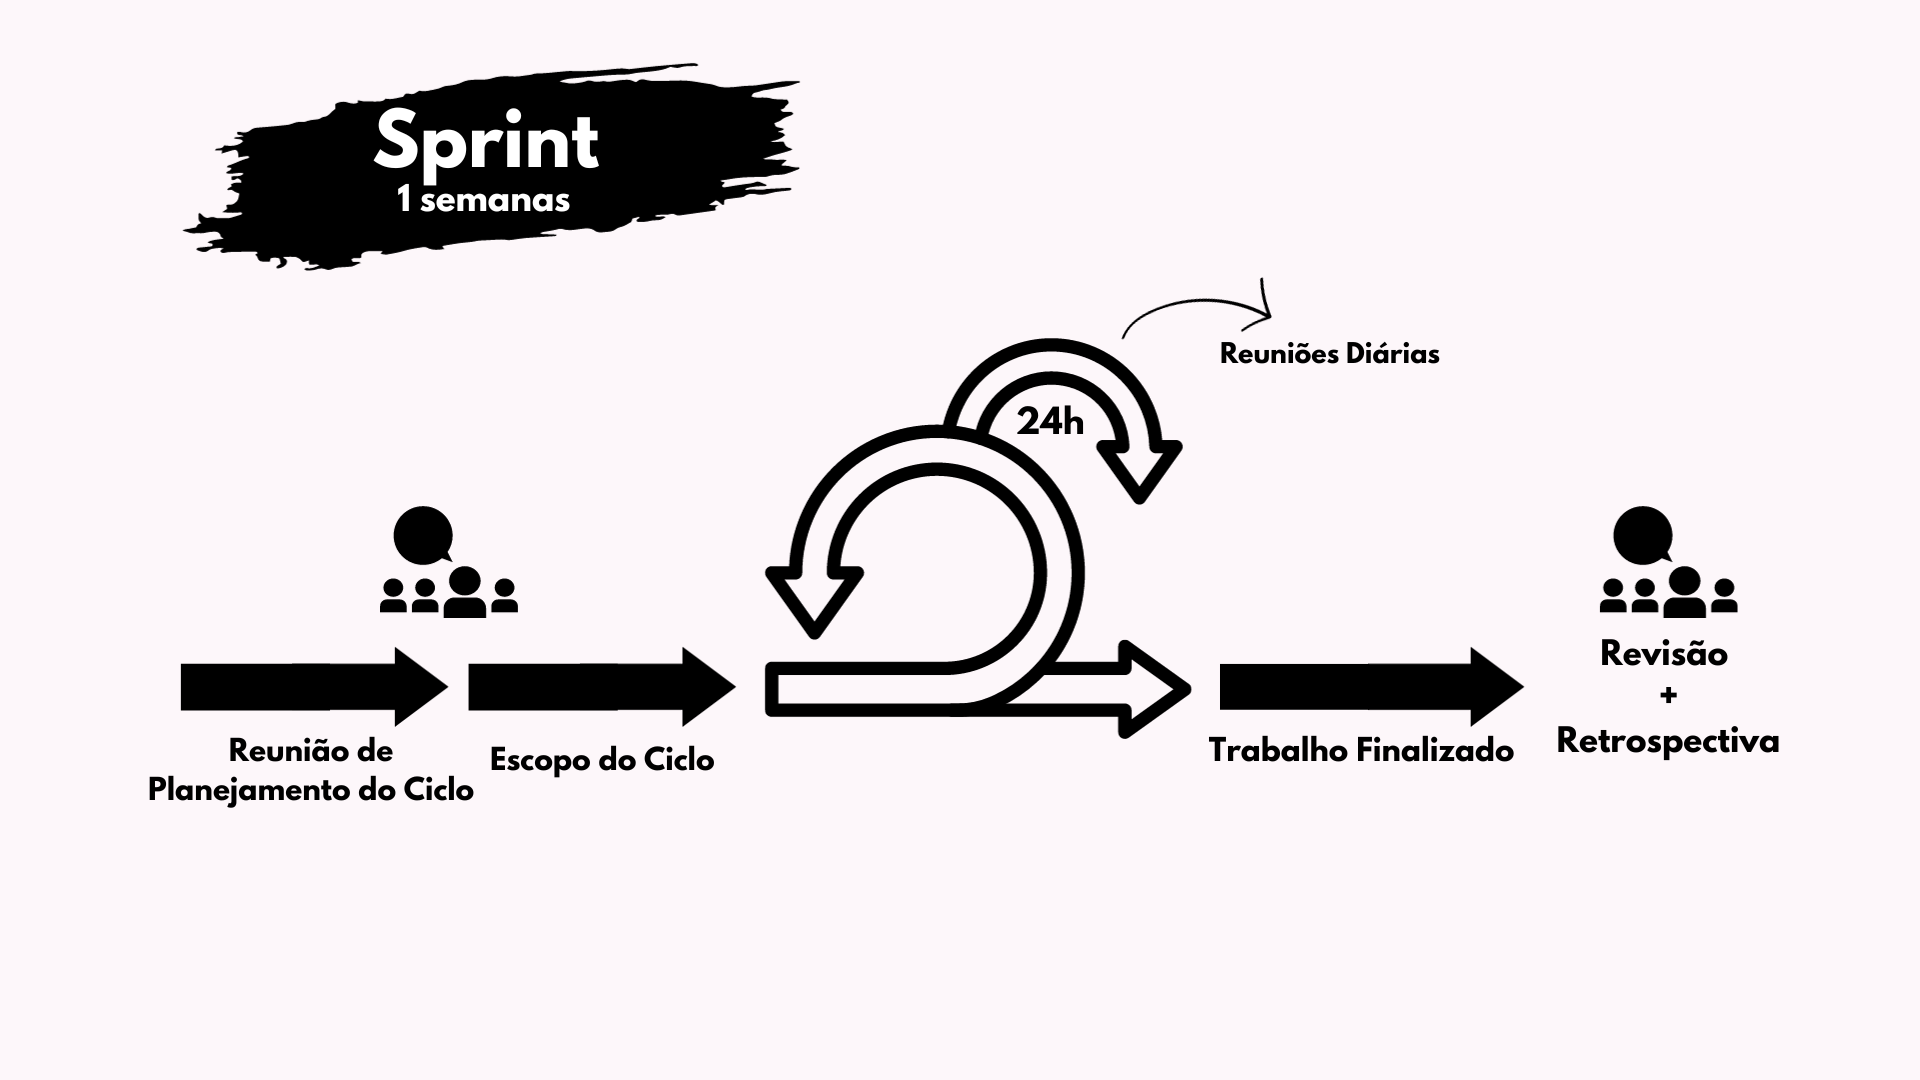 Sprint
1 semanas
Reuniões Diárias
24h
Reunião de
Planejamento do Ciclo
Escopo do Ciclo
Trabalho Finalizado
Revisão
+
Retrospectiva